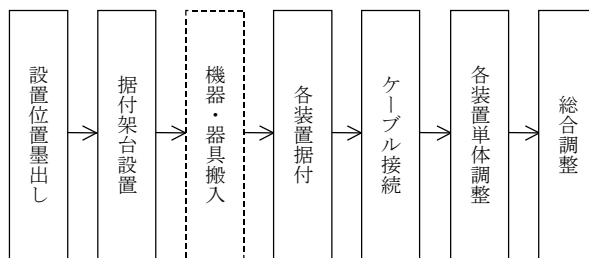 設置位置墨出し
据付架台設置
機器・器具搬入
各装置据付
ケーブル接続
各装置単体調整
総合調整